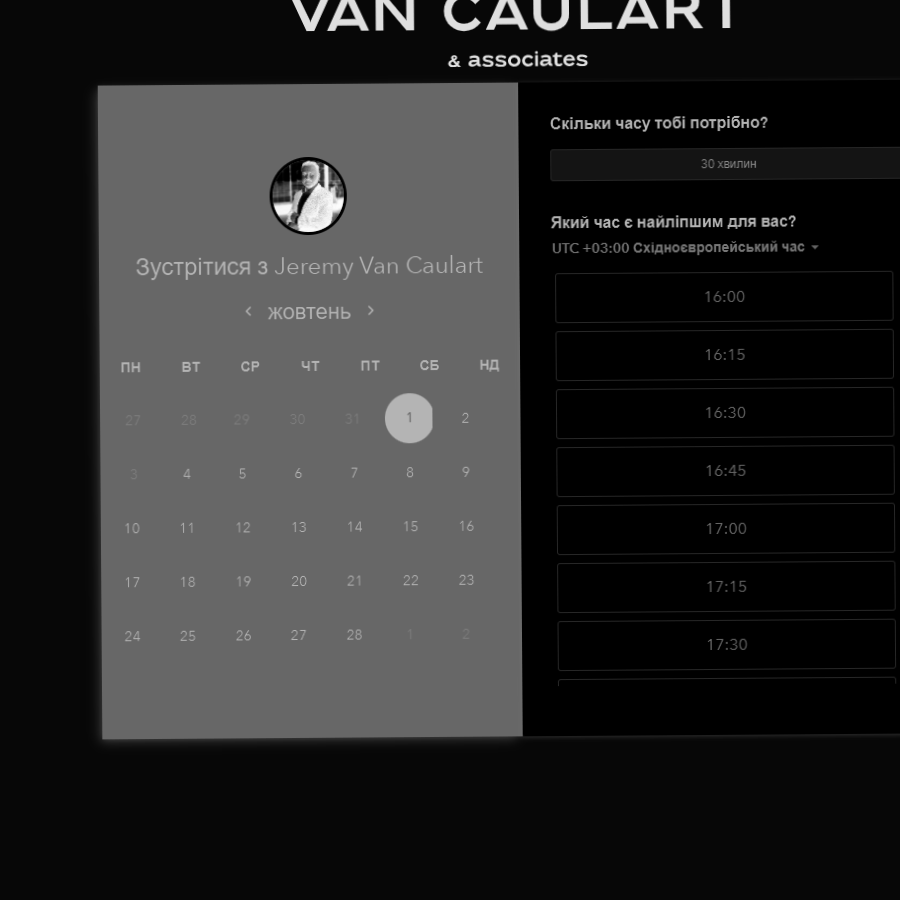 VAN CAULART
& associates
Зустрітися з Jeremy Van Caulart
жовтень
ПН ВТ СР ЧТ ПТ СБ НД
27 28 29 30 31 1 2
3 4 5 6 7 8 9
10 11 12 13 14 15 16
17 18 19 20 21 22 23
24 25 26 27 28 1 2
Скільки часу тобі потрібно?
30 хвилин
Який час є найліпшим для вас?
UTC +03:00 Східноєвропейський час
16:00
16:15
16:30
16:45
17:00
17:15
17:30